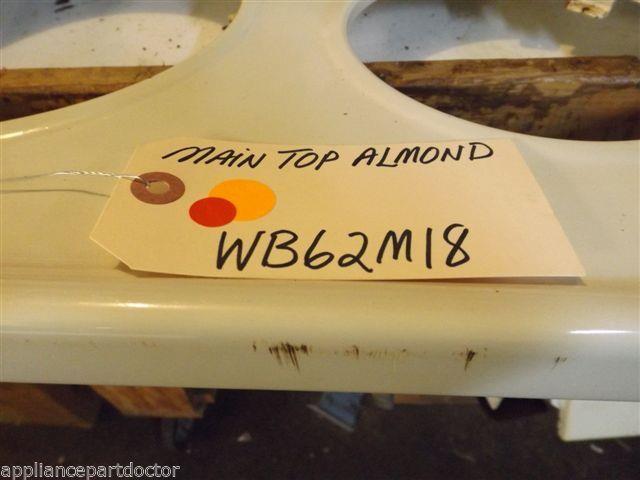 MAIN TOP ALMOND
WB62M18
appliancepartdoctor